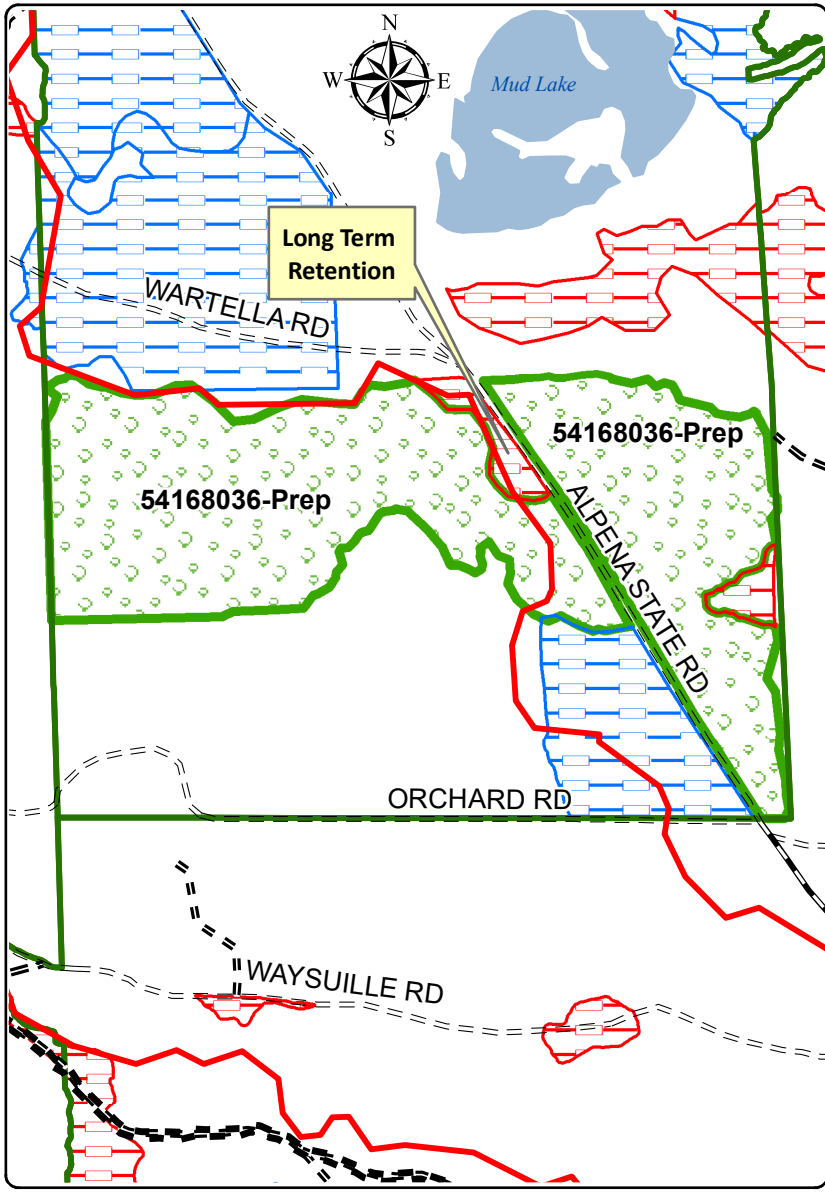 N
W
E
S
Mud Lake
Long Term
Retention
WARTELLA RD
54168036-Prep
54168036-Prep
ALPENA STATE RD
ORCHARD RD
WAYSUILLE RD